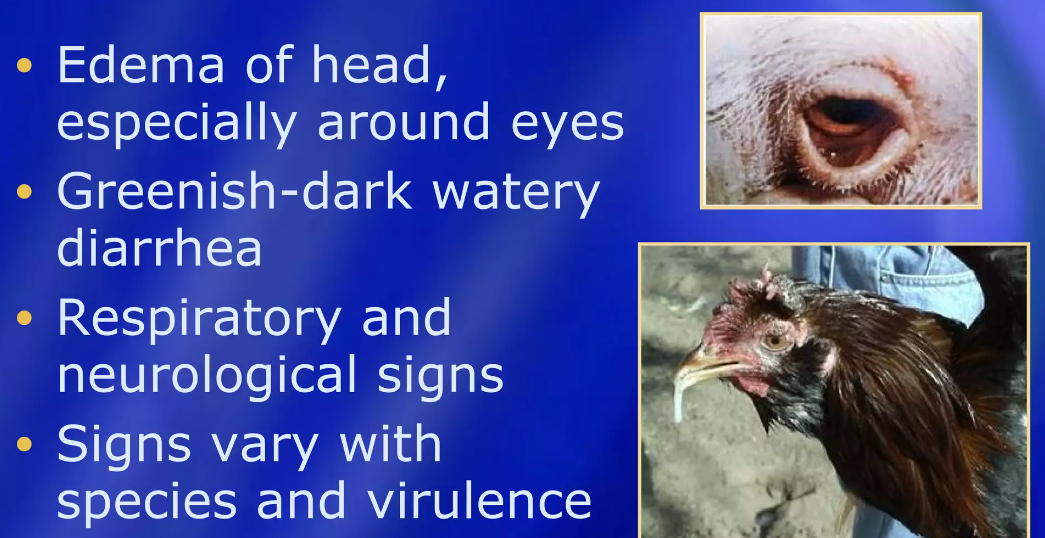 • Edema of head,
especially around eyes
• Greenish-dark watery
diarrhea
• Respiratory and
neurological signs
• Signs vary with
species and virulence